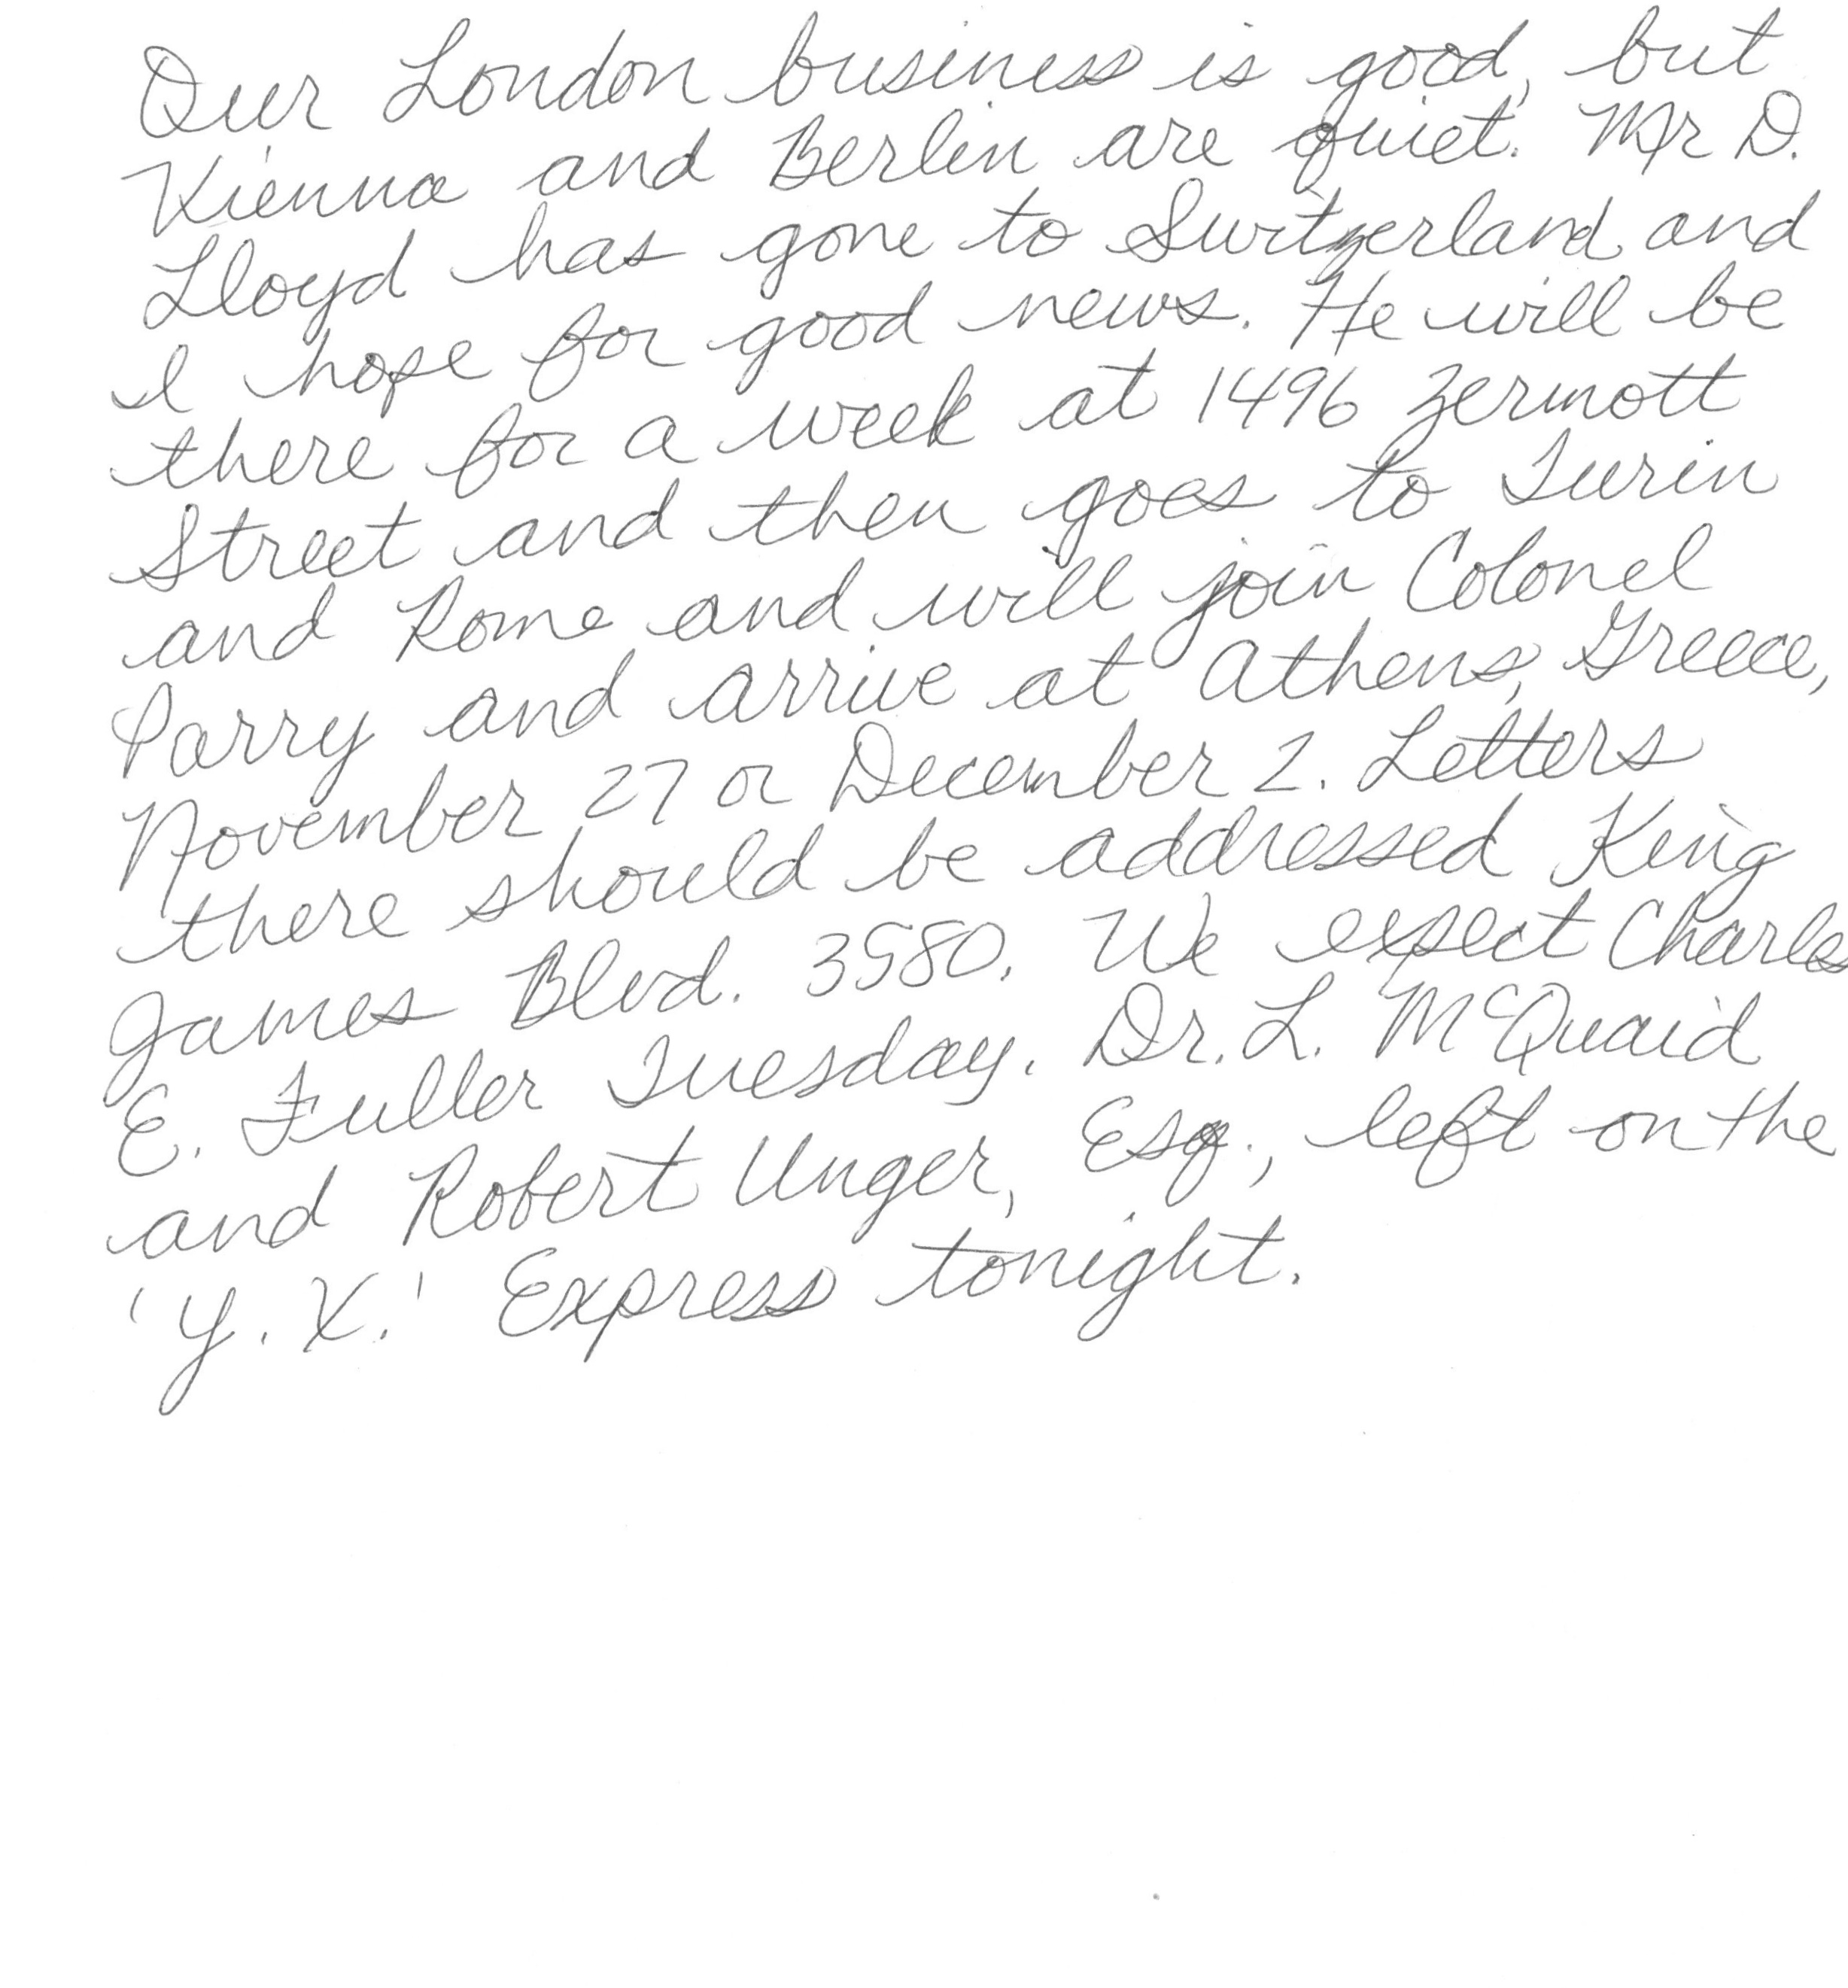 Our London business is good, but
Vienna and Berlin are quiet. Mr D.
Lloyd has gone to Switzerland and
I hope for good news. He will be
there for a week at 1496 Zermott
Street and then goes to Turin
and Rome and will join Colonel
Parry and arrive at Athens, Greece,
November 27 or December 2. Letters
there should be addressed King
James Blvd. 3580. We expect Charles
E. Fuller Tuesday. Dr. L. McQuaid
and Robert Unger, Esq., left on the
'Y. X.' Express tonight.